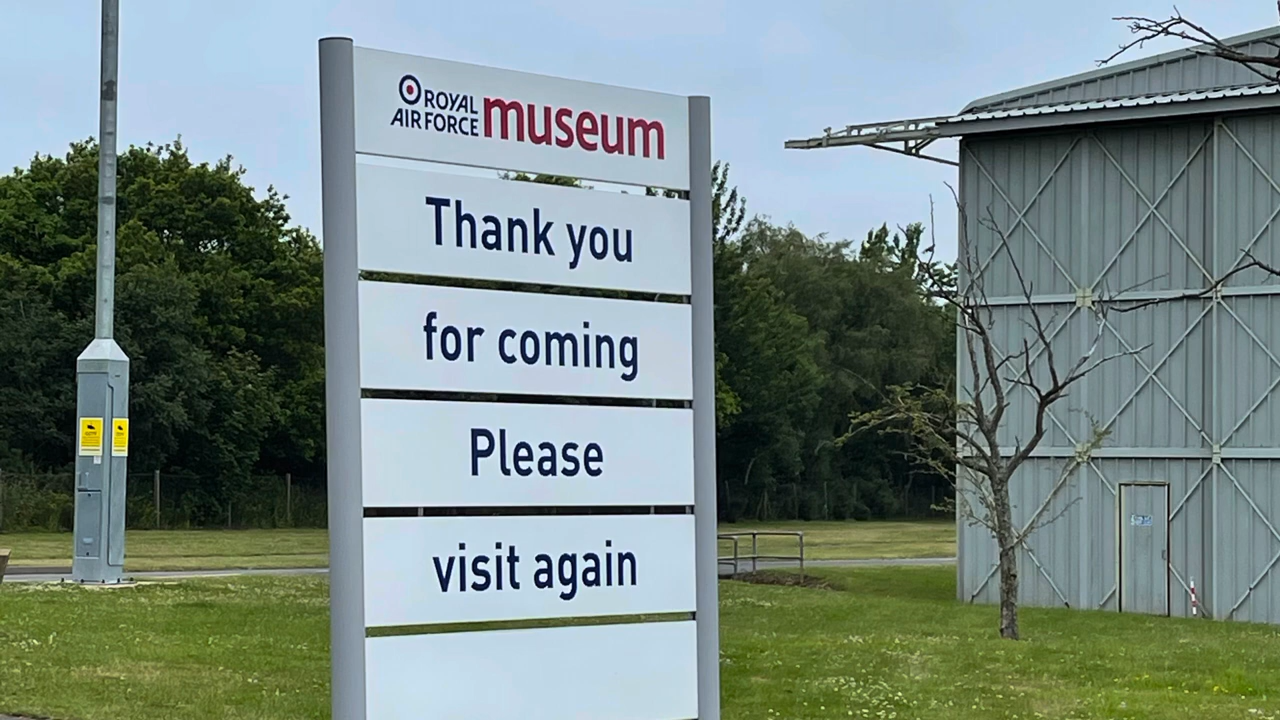 ROYAL
AIR FORCE museum
Thank you
for coming
Please
visit again